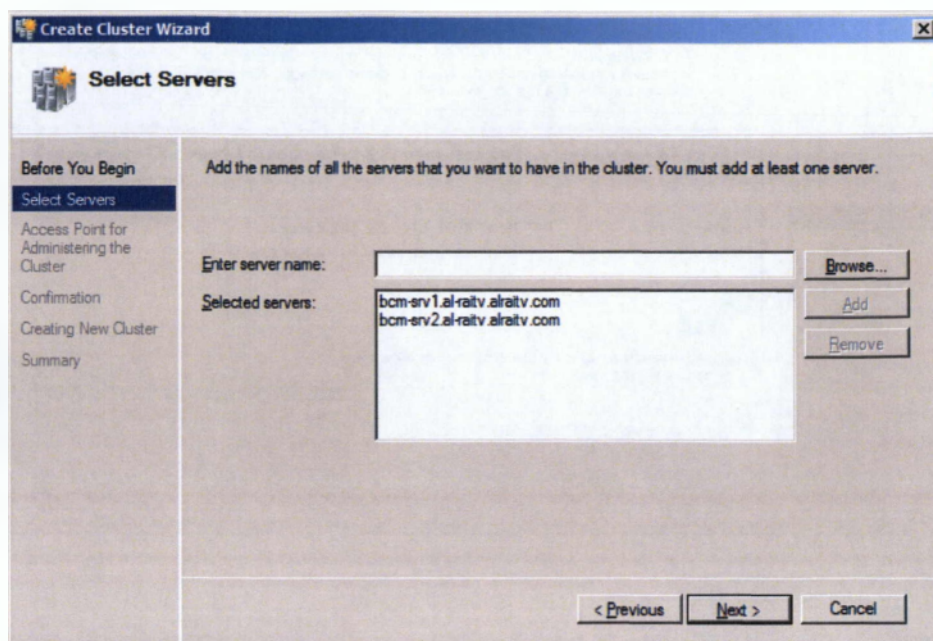 Create Cluster Wizard
Select Servers
Before You Begin
Select Servers
Access Point for
Administering the
Cluster
Confirmation
Creating New Cluster
Summary
Add the names of all the servers that you want to have in the cluster. You must add at least one server.
Enter server name:
Browse...
Selected servers:
bcm-srv1.al-raitv.alraitv.com
bcm-srv2.al-raitv.alraitv.com
Add
Remove
< Previous
Next >
Cancel